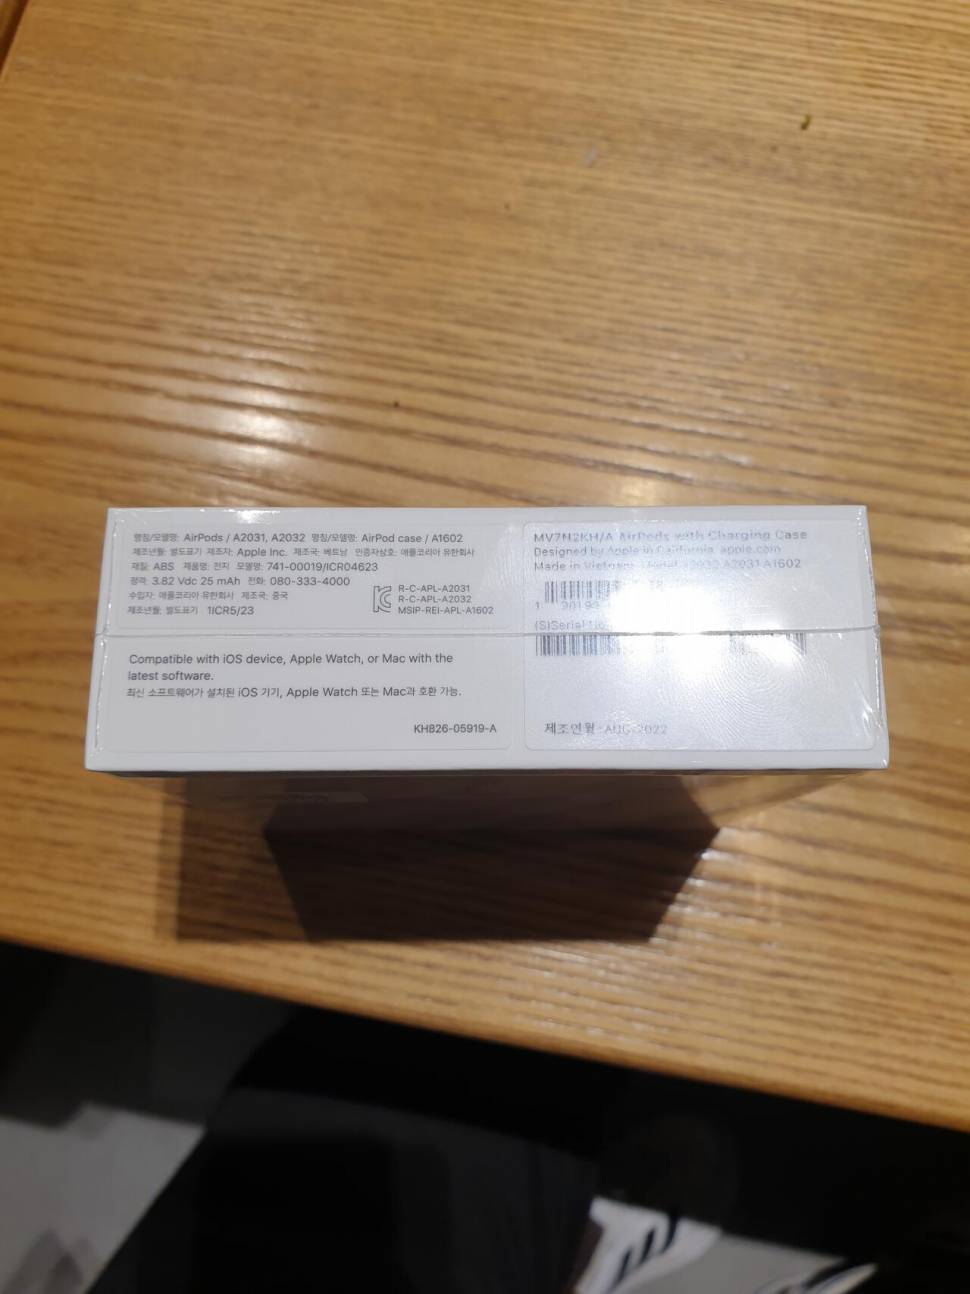 명칭/모델명: AirPods / A2031, A2032 명칭/모델명: AirPod case / A1602
제조년월: 별도표기 제조자: Apple Inc. 제조국: 베트남 인증자상호: 애플코리아 유한회사
재질: ABS 제품명: 전지 모델명: 741-00019/ICR04623
정격: 3.82 Vdc 25 mAh 전화: 080-333-4000
수입자: 애플코리아 유한회사 제조국: 중국
제조년월: 별도표기 1ICR5/23
R-C-APL-A2031
R-C-APL-A2032
MSIP-REI-APL-A1602
Compatible with iOS device, Apple Watch, or Mac with the
latest software.
최신 소프트웨어가 설치된 iOS 기기, Apple Watch 또는 Mac과 호환 가능.
KH826-05919-A
MV7N2KH/A AirPods with Charging Case
Designed by Apple in California apple.com
Made in Vietnam Model A2032 A2031 A1602
(S)Serial No.
제조연월: AUG 2022